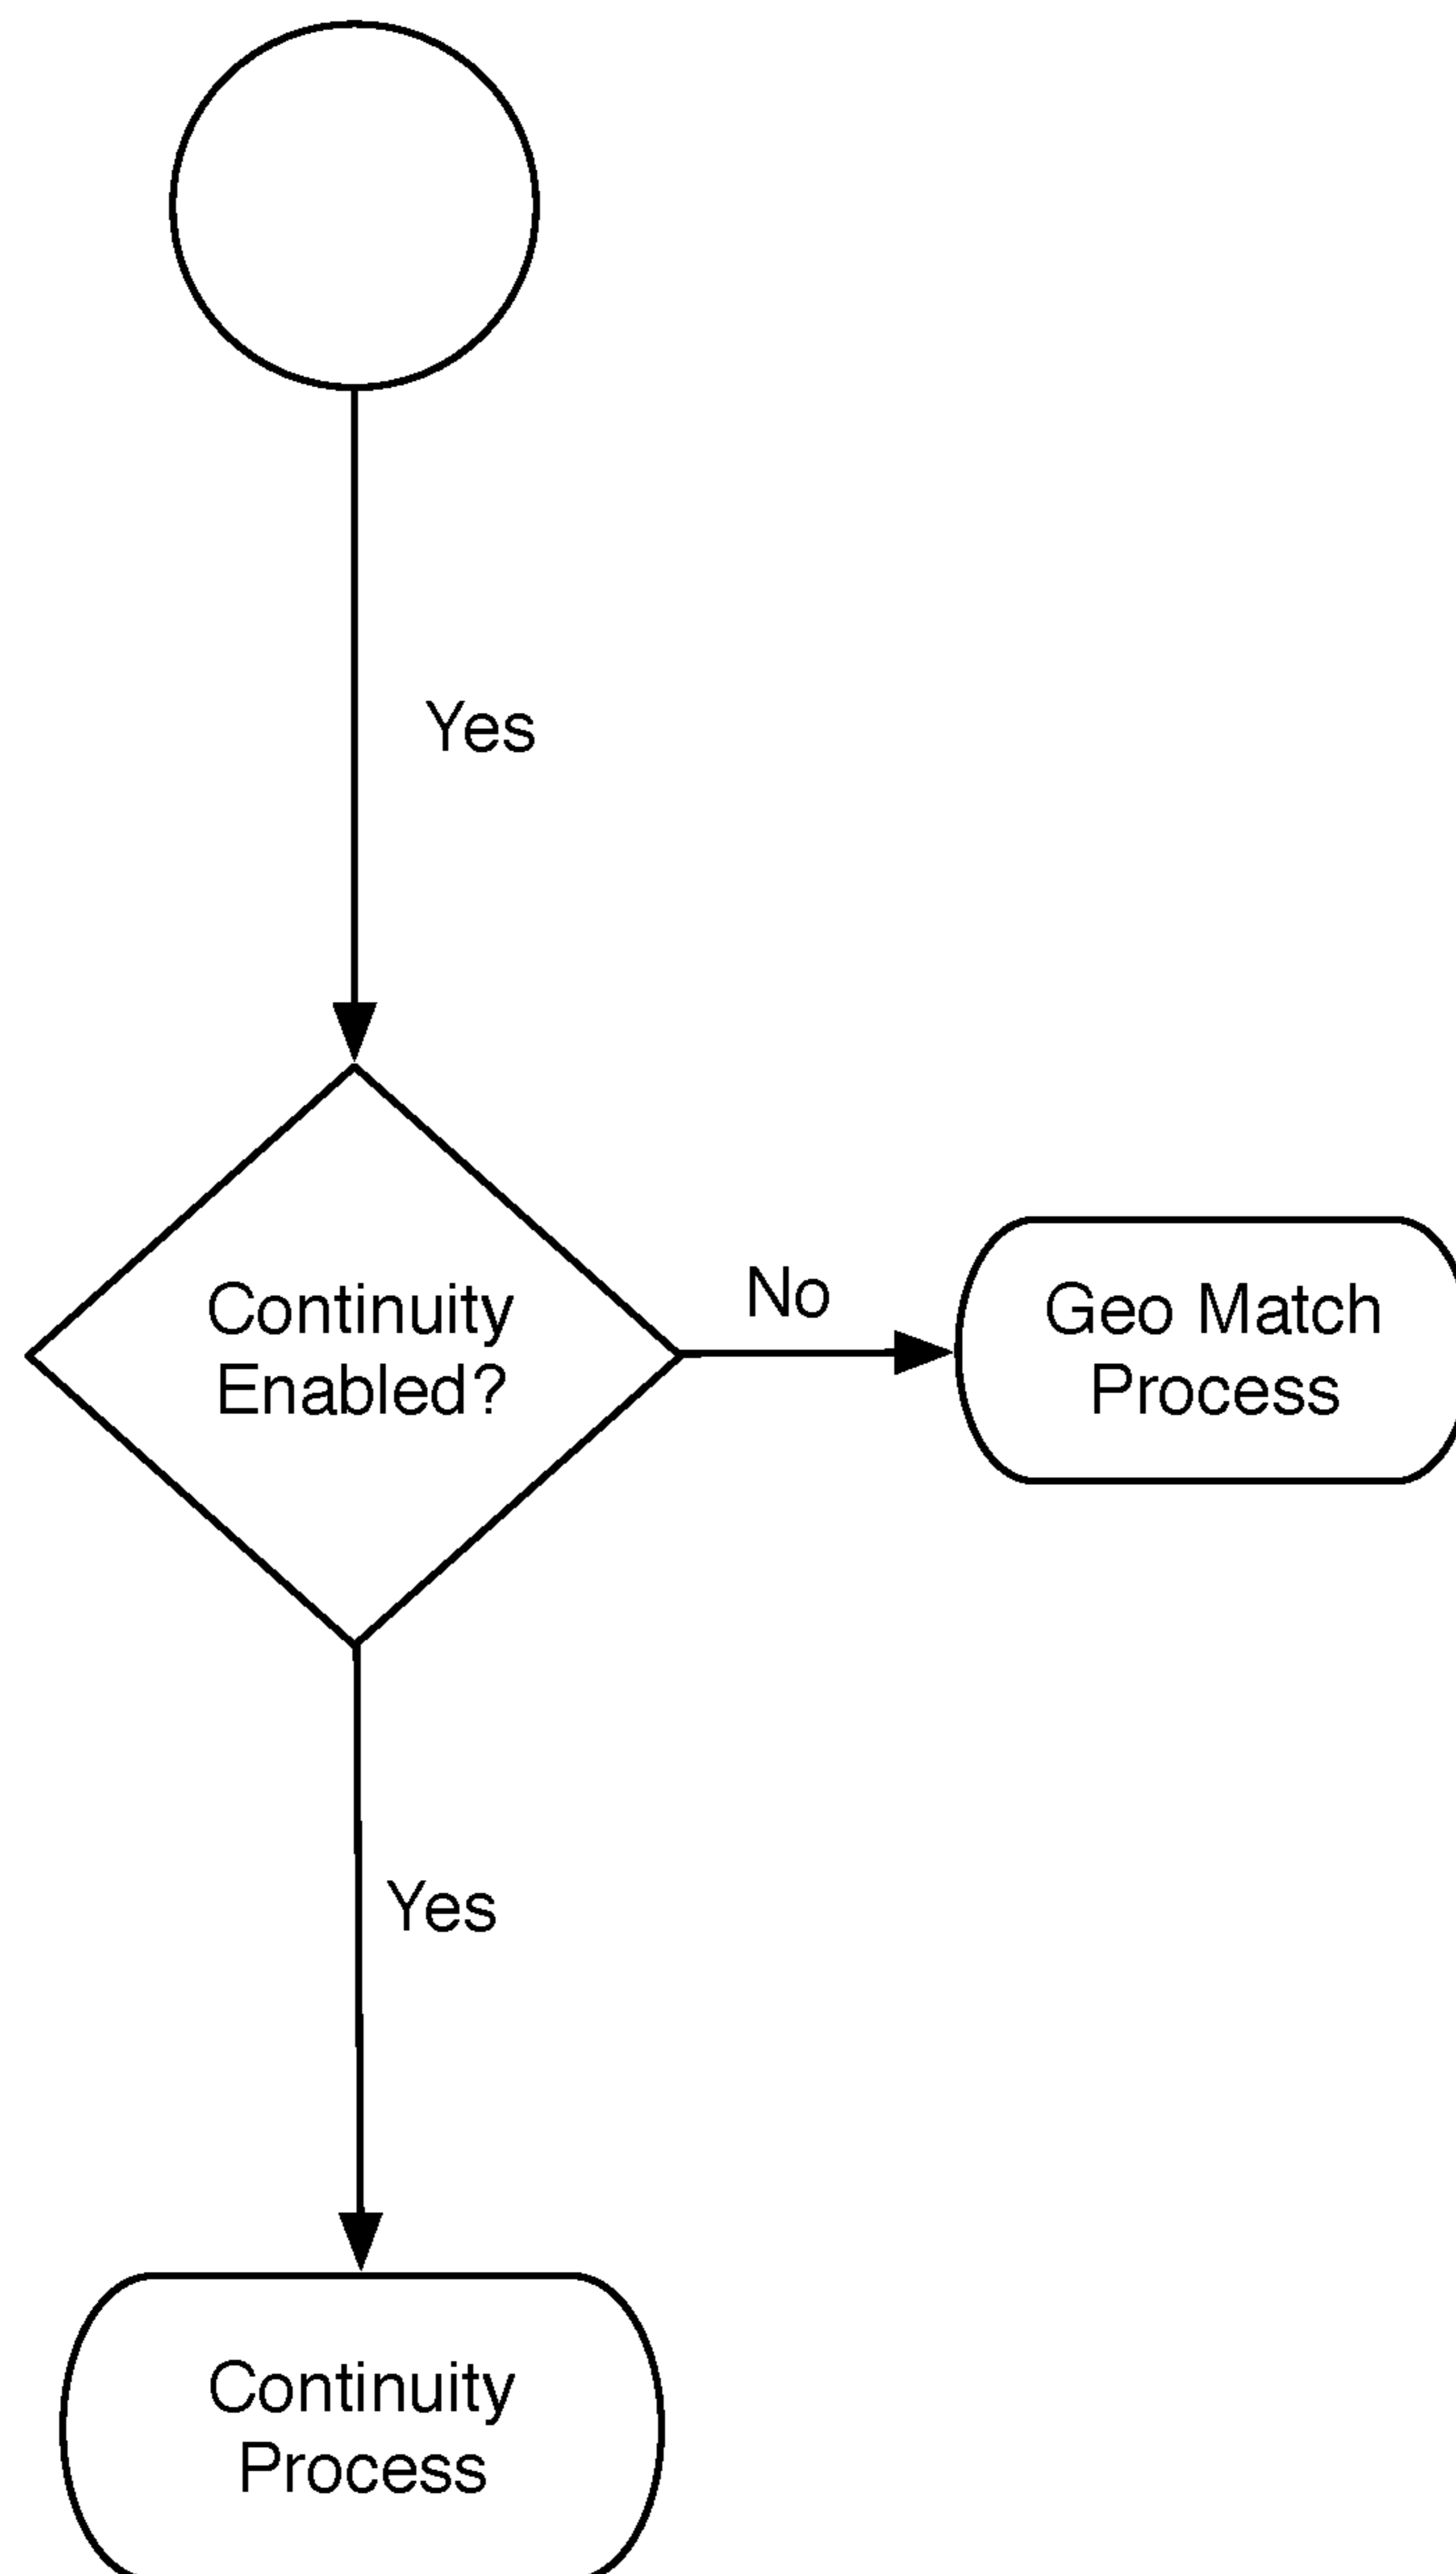 Yes
Continuity
Enabled?
No
Geo Match
Process
Yes
Continuity
Process